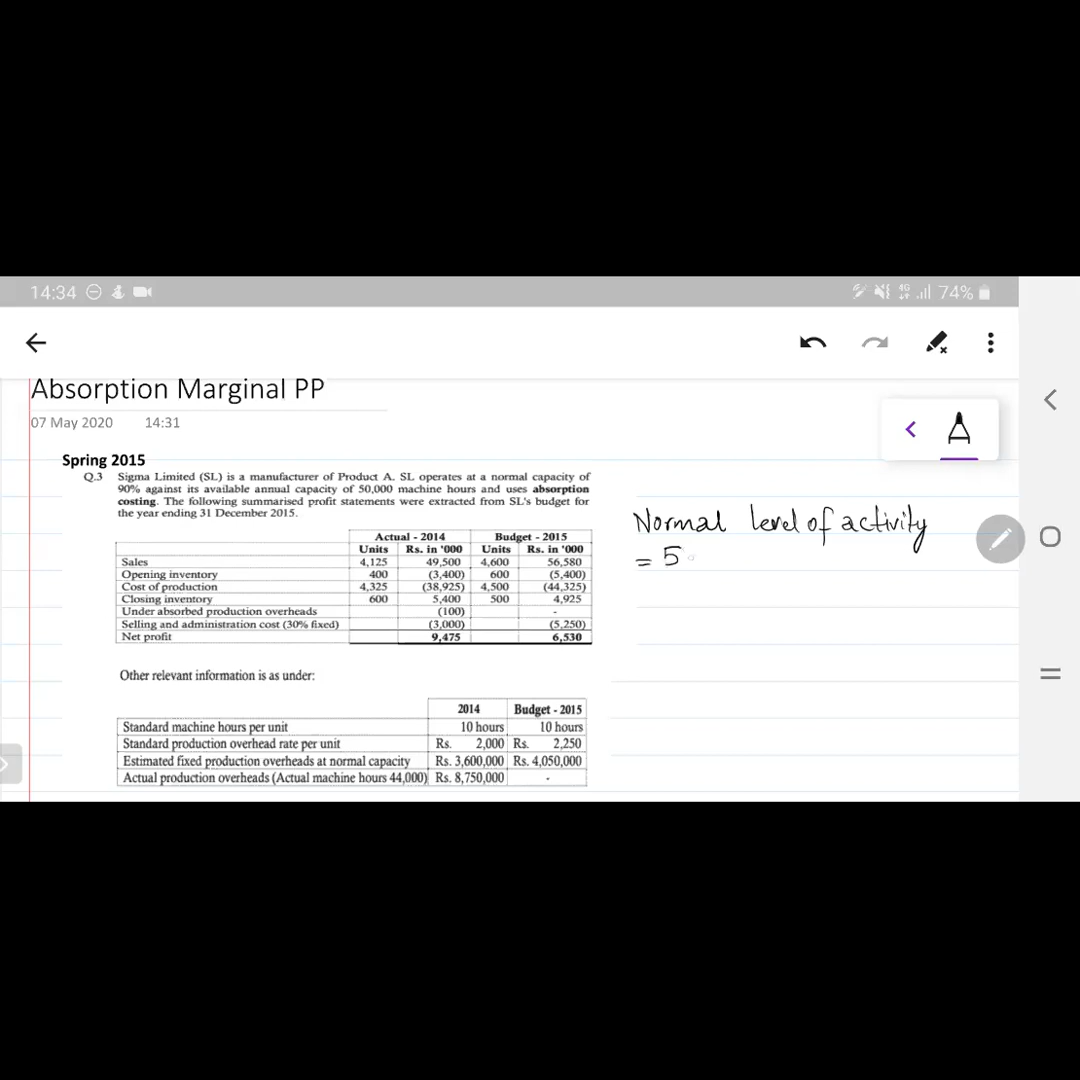 14:34 4G 74%
Absorption Marginal PP
07 May 2020 14:31
Spring 2015
Q.3 Sigma Limited (SL) is a manufacturer of Product A. SL operates at a normal capacity of
90% against its available annual capacity of 50,000 machine hours and uses absorption
costing. The following summarised profit statements were extracted from SL's budget for
the year ending 31 December 2015.
Actual - 2014 Budget - 2015
Units Rs. in '000 Units Rs. in '000
Sales 4,125 49,500 4,600 56,580
Opening inventory 400 (3,400) 600 (5,400)
Cost of production 4,325 (38,925) 4,500 (44,325)
Closing inventory 600 5,400 500 4,925
Under absorbed production overheads (100) -
Selling and administration cost (30% fixed) (3,000) (5,250)
Net profit 9,475 6,530
Other relevant information is as under:
2014 Budget - 2015
Standard machine hours per unit 10 hours 10 hours
Standard production overhead rate per unit Rs. 2,000 Rs. 2,250
Estimated fixed production overheads at normal capacity Rs. 3,600,000 Rs. 4,050,000
Actual production overheads (Actual machine hours 44,000) Rs. 8,750,000 -
Normal level of activity
= 5